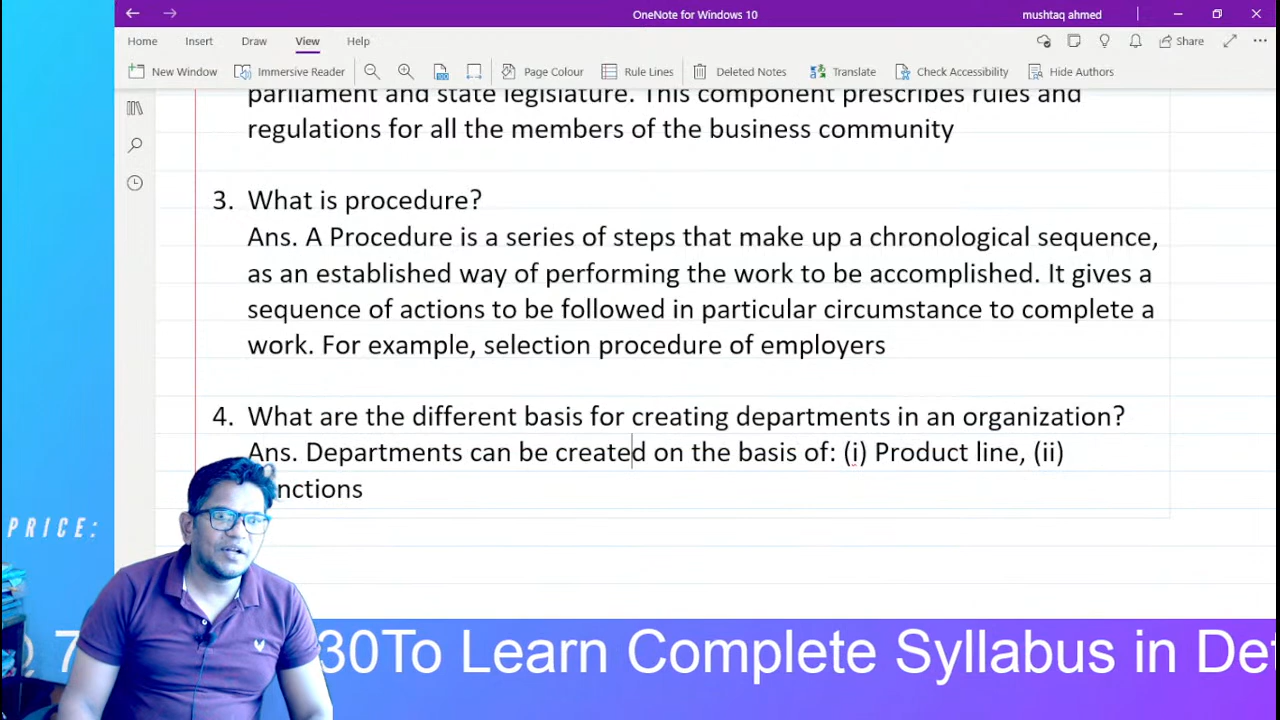 OneNote for Windows 10
mushtaq ahmed
Home Insert Draw View Help
Share
New Window Immersive Reader Page Colour Rule Lines Deleted Notes Translate Check Accessibility Hide Authors
parliament and state legislature. This component prescribes rules and
regulations for all the members of the business community
3. What is procedure?
Ans. A Procedure is a series of steps that make up a chronological sequence,
as an established way of performing the work to be accomplished. It gives a
sequence of actions to be followed in particular circumstance to complete a
work. For example, selection procedure of employers
4. What are the different basis for creating departments in an organization?
Ans. Departments can be created on the basis of: (i) Product line, (ii)
nctions
PRICE:
7 30To Learn Complete Syllabus in De